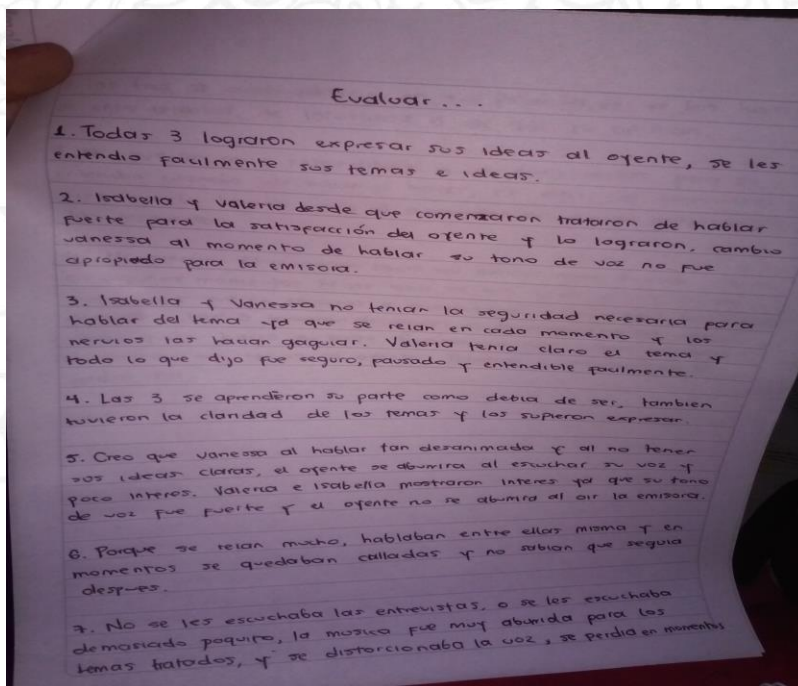 Evaluar...
1. Todas 3 lograron expresar sus ideas al oyente, se les
entendio facilmente sus temas e ideas.
2. Isabella y valeria desde que comenzaron trataron de hablar
fuerte para la satisfacción del oyente y lo lograron. cambio
vanessa al momento de hablar su tono de voz no fue
apropiado para la emisora.
3. Isabella y Vanessa no tenian la seguridad necesaria para
hablar del tema ya que se reian en cada momento y los
nervios las hacian gaguiar. Valeria tenia claro el tema y
todo lo que dijo fue seguro, pausado y entendible facilmente.
4. Las 3 se aprendieron su parte como debia de ser, tambien
tuvieron la claridad de los temas y los supieron expresar.
5. Creo que vanessa al hablar tan desanimada y al no tener
sus ideas claras, el oyente se aburrira al escuchar su voz y
poco interes. Valeria e isabella mostraron interes ya que su tono
de voz fue fuerte y el oyente no se aburrira al oir la emisora.
6. Porque se reian mucho, hablaban entre ellas misma y en
momentos se quedaban calladas y no sabian que seguia
despues.
7. No se les escuchaba las entrevistas, o se les escuchaba
demasiado poquito, la musica fue muy aburrida para los
temas tratados, y se distorcionaba la voz, se perdia en momentos